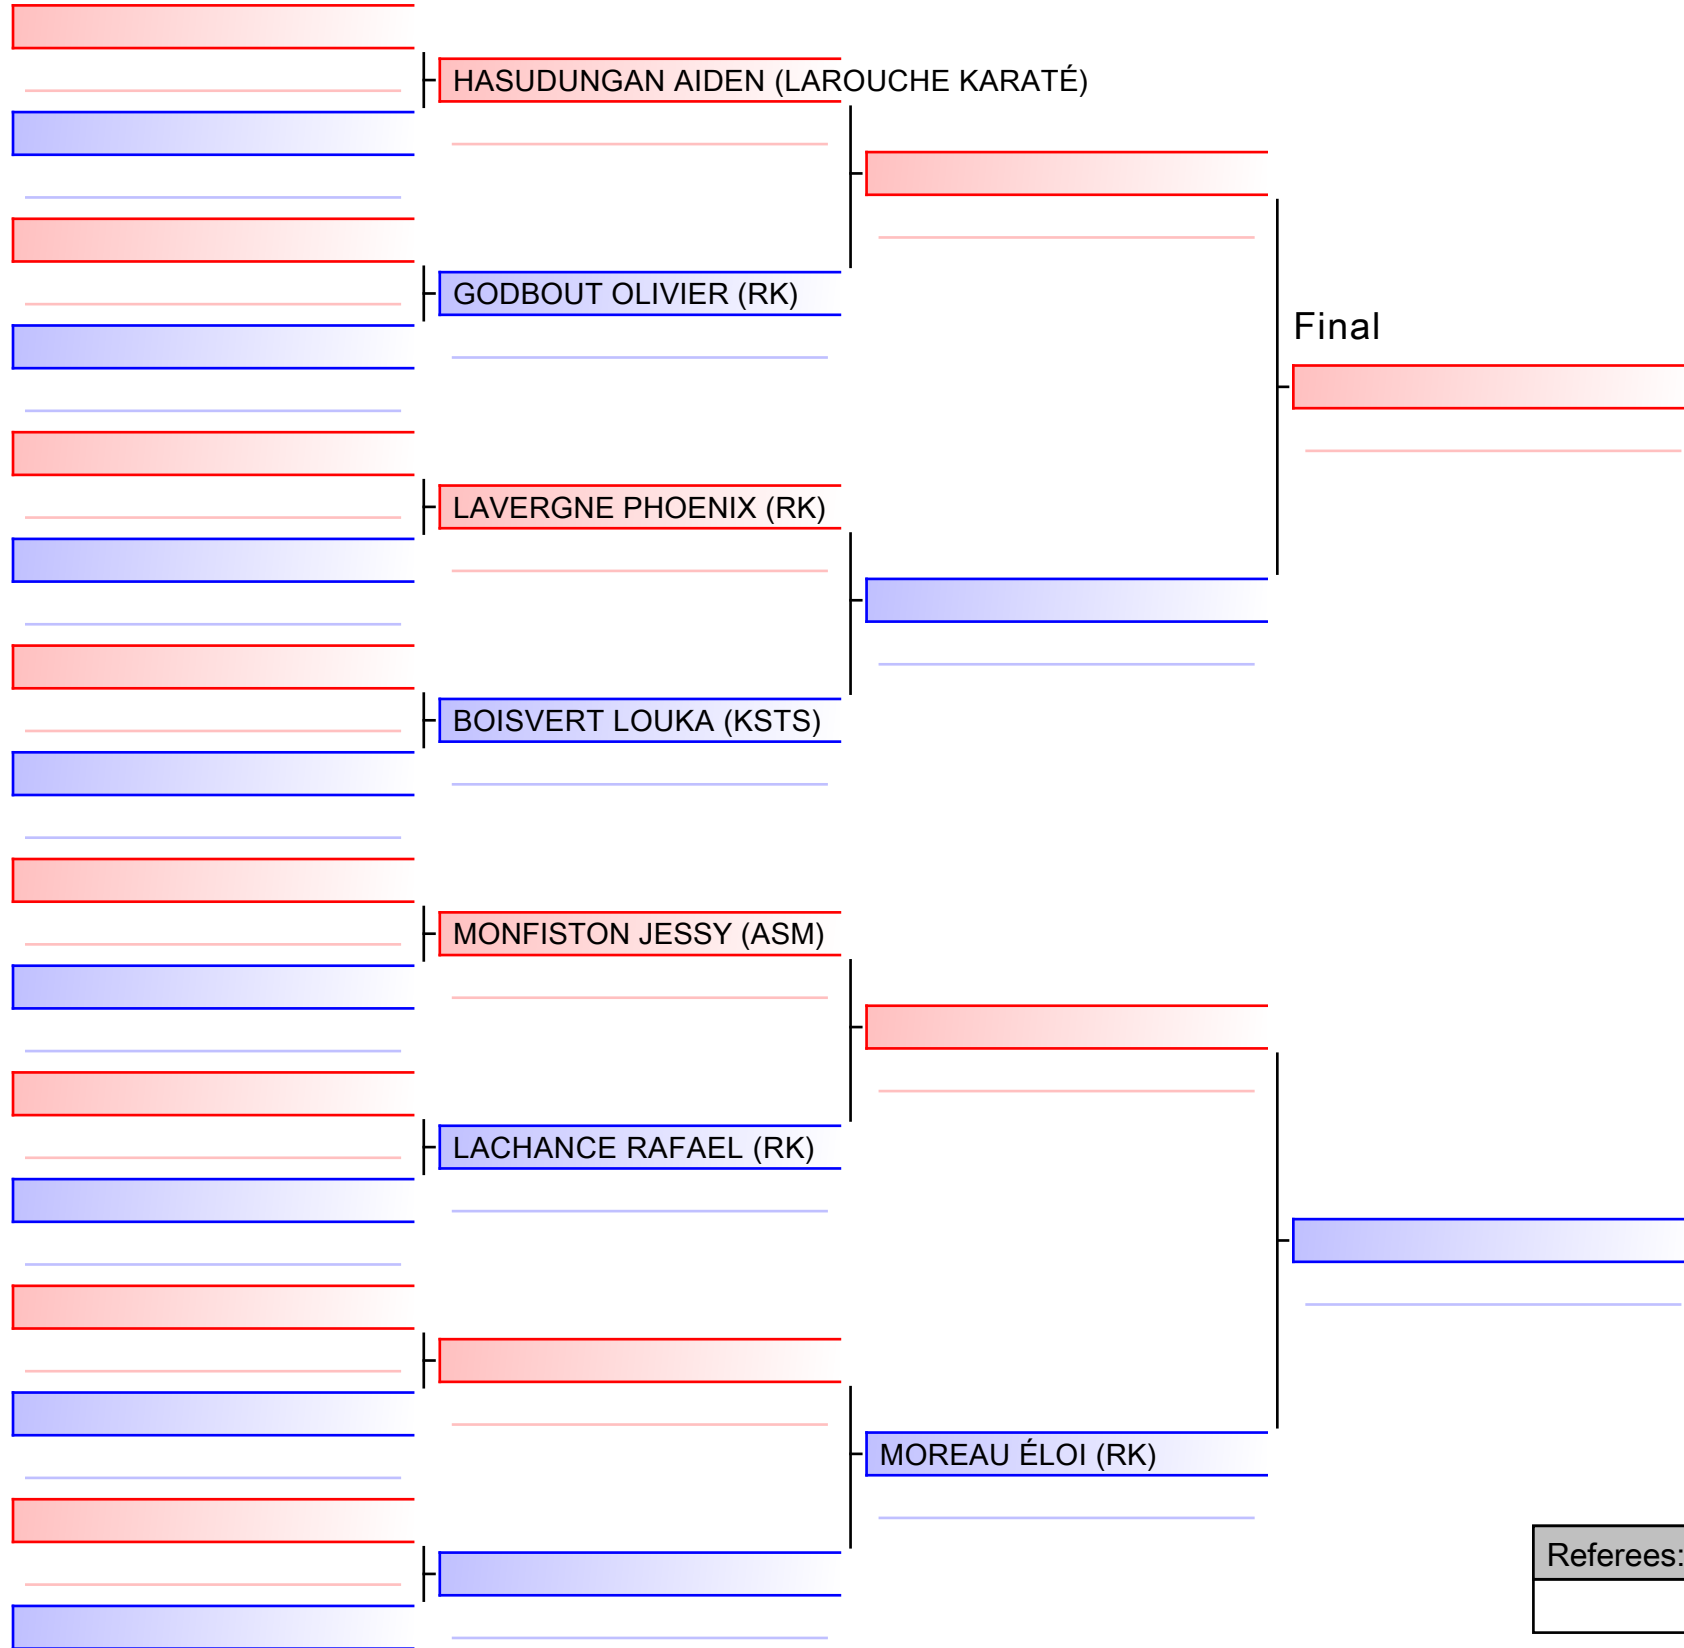 HASUDUNGAN AIDEN (LAROUCHE KARATÉ)
GODBOUT OLIVIER (RK)
Final
LAVERGNE PHOENIX (RK)
BOISVERT LOUKA (KSTS)
MONFISTON JESSY (ASM)
LACHANCE RAFAEL (RK)
MOREAU ÉLOI (RK)
Referees: